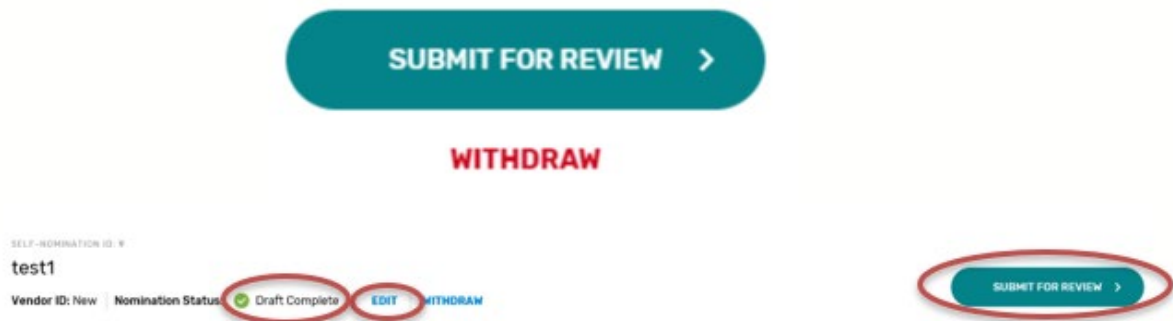 SUBMIT FOR REVIEW >
WITHDRAW
SELF-NOMINATION ID: 9
test1
Vendor ID: New Nomination Status Draft Complete EDIT WITHDRAW
SUBMIT FOR REVIEW >